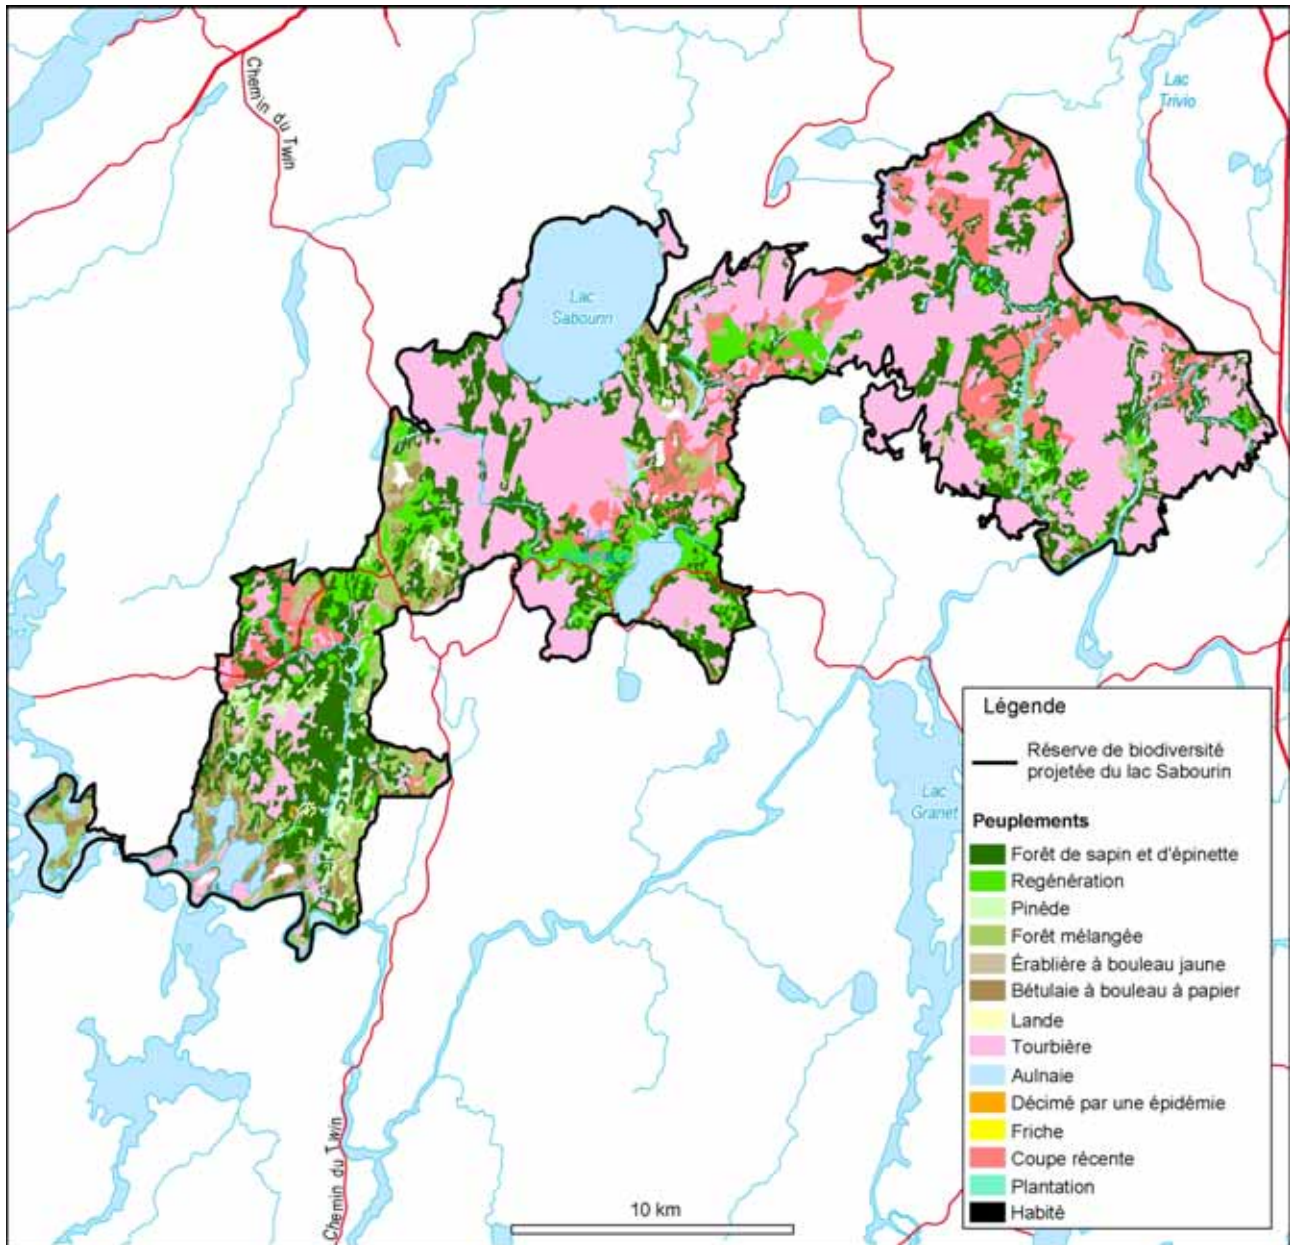 Chemin du Twin
Lac
Trivio
Lac
Sabourin
Lac
Granet
Chemin du Twin
10 km
Légende
Réserve de biodiversité
projetée du lac Sabourin
Peuplements
Forêt de sapin et d'épinette
Regénération
Pinède
Forêt mélangée
Érablière à bouleau jaune
Bétulaie à bouleau à papier
Lande
Tourbière
Aulnaie
Décimé par une épidémie
Friche
Coupe récente
Plantation
Habité